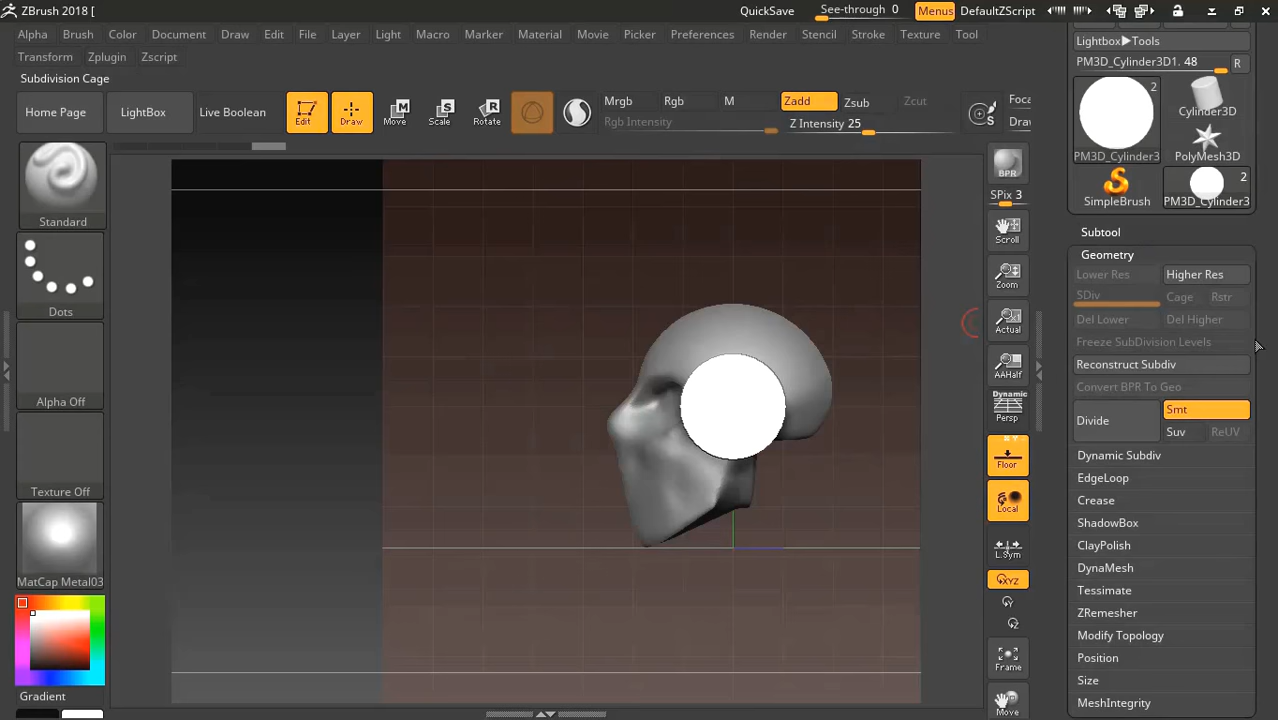 ZBrush 2018 [
QuickSave
See-through 0
Menus
DefaultZScript
Alpha Brush Color Document Draw Edit File Layer Light Macro Marker Material Movie Picker Preferences Render Stencil Stroke Texture Tool
Transform Zplugin Zscript
Subdivision Cage
Home Page
LightBox
Live Boolean
Edit
Draw
Move
Scale
Rotate
Mrgb
Rgb
M
Rgb Intensity
Zadd
Zsub
Zcut
Z Intensity 25
S
Foca
Draw
Standard
Dots
Alpha Off
Texture Off
MatCap Metal03
Gradient
BPR
SPix 3
Scroll
Zoom
Actual
AAHalf
Dynamic
Persp
Floor
Local
L.Sym
XYZ
Y
Z
Frame
Move
Lightbox▶Tools
PM3D_Cylinder3D1. 48
R
2
PM3D_Cylinder3
Cylinder3D
PolyMesh3D
SimpleBrush
2
PM3D_Cylinder3
Subtool
Geometry
Lower Res
Higher Res
SDiv
Cage
Rstr
Del Lower
Del Higher
Freeze SubDivision Levels
Reconstruct Subdiv
Convert BPR To Geo
Divide
Smt
Suv
ReUV
Dynamic Subdiv
EdgeLoop
Crease
ShadowBox
ClayPolish
DynaMesh
Tessimate
ZRemesher
Modify Topology
Position
Size
MeshIntegrity